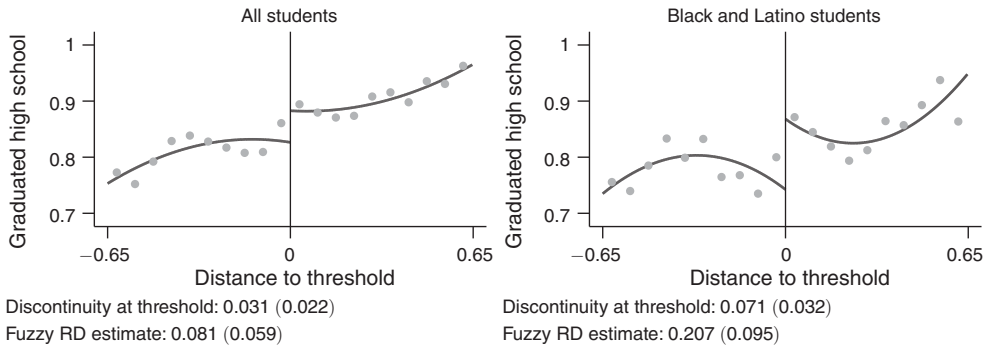 All students
Graduated high school
1
0.9
0.8
0.7
−0.65
0
0.65
Distance to threshold
Discontinuity at threshold: 0.031 (0.022)
Fuzzy RD estimate: 0.081 (0.059)
Black and Latino students
Graduated high school
1
0.9
0.8
0.7
−0.65
0
0.65
Distance to threshold
Discontinuity at threshold: 0.071 (0.032)
Fuzzy RD estimate: 0.207 (0.095)